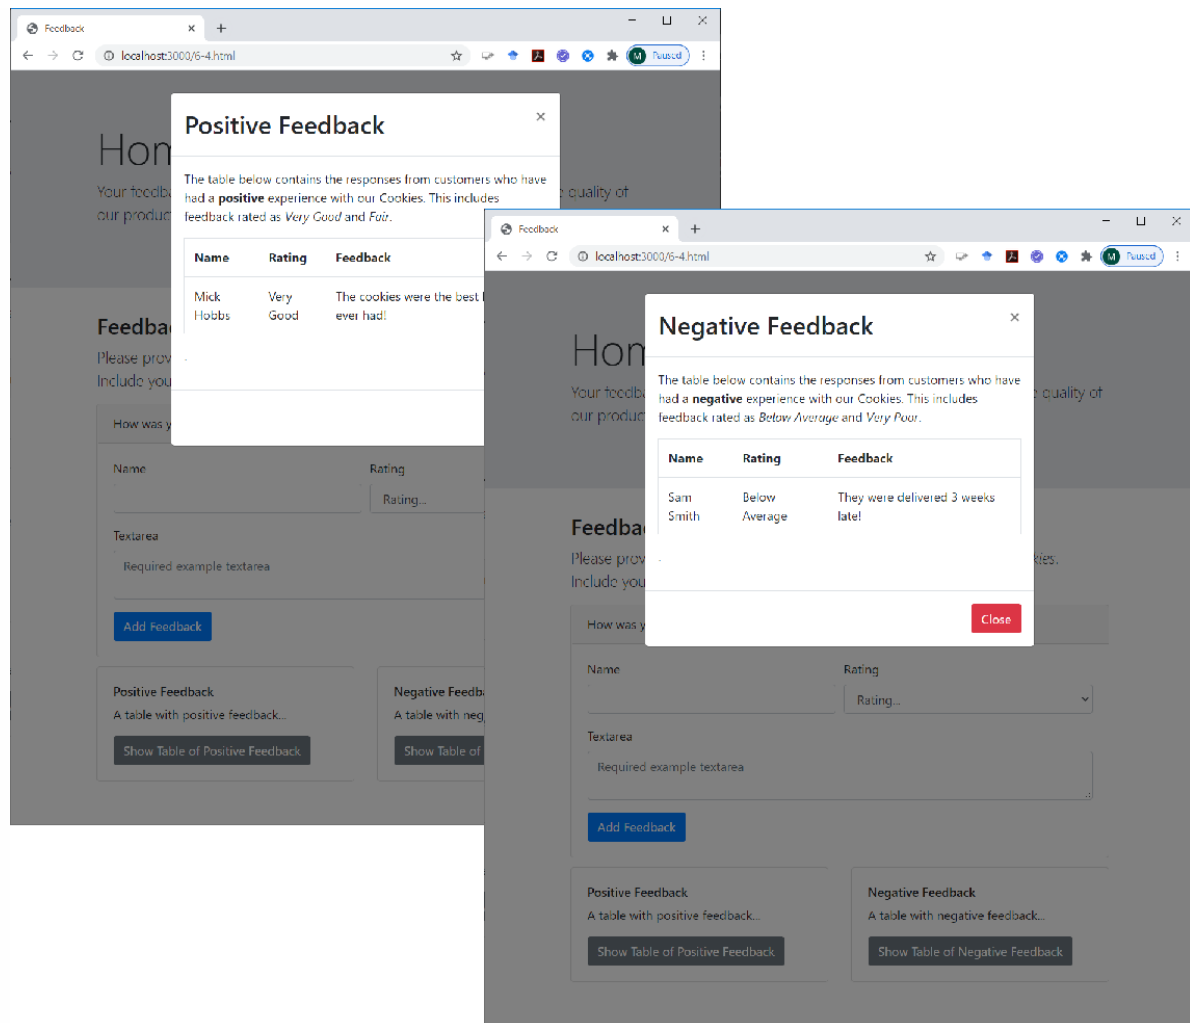 Feedback
localhost:3000/6-4.html
M Paused
Positive Feedback
The table below contains the responses from customers who have
had a positive experience with our Cookies. This includes
feedback rated as Very Good and Fair.
Name Rating Feedback
Mick Very The cookies were the best
Hobbs Good ever had!
.
Your feedb quality of
our produc
Feedba
Please prov
Include you
How was y
Name Rating
Rating...
Textarea
Required example textarea
Add Feedback
Positive Feedback
A table with positive feedback...
Show Table of Positive Feedback
Negative Feedb
A table with neg
Show Table of
Feedback
localhost:3000/6-4.html
M Paused
Negative Feedback
The table below contains the responses from customers who have
had a negative experience with our Cookies. This includes
feedback rated as Below Average and Very Poor.
Name Rating Feedback
Sam Below They were delivered 3 weeks
Smith Average late!
.
Close
Hom
Your feedb quality of
our produc
Feedba
Please prov kies.
Include you
How was y
Name Rating
Rating...
Textarea
Required example textarea
Add Feedback
Positive Feedback
A table with positive feedback...
Show Table of Positive Feedback
Negative Feedback
A table with negative feedback...
Show Table of Negative Feedback